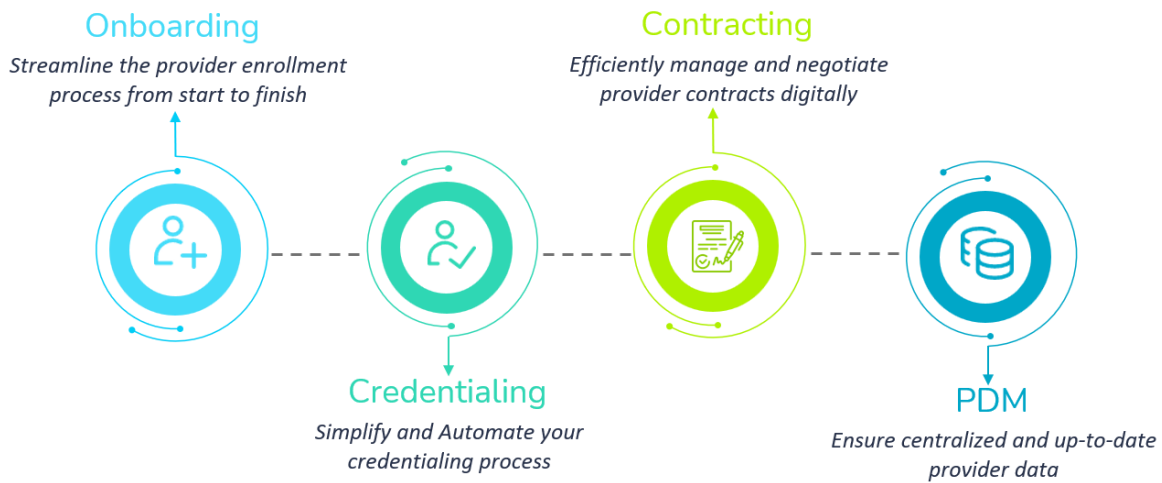 Onboarding
Streamline the provider enrollment
process from start to finish
Credentialing
Simplify and Automate your
credentialing process
Contracting
Efficiently manage and negotiate
provider contracts digitally
PDM
Ensure centralized and up-to-date
provider data